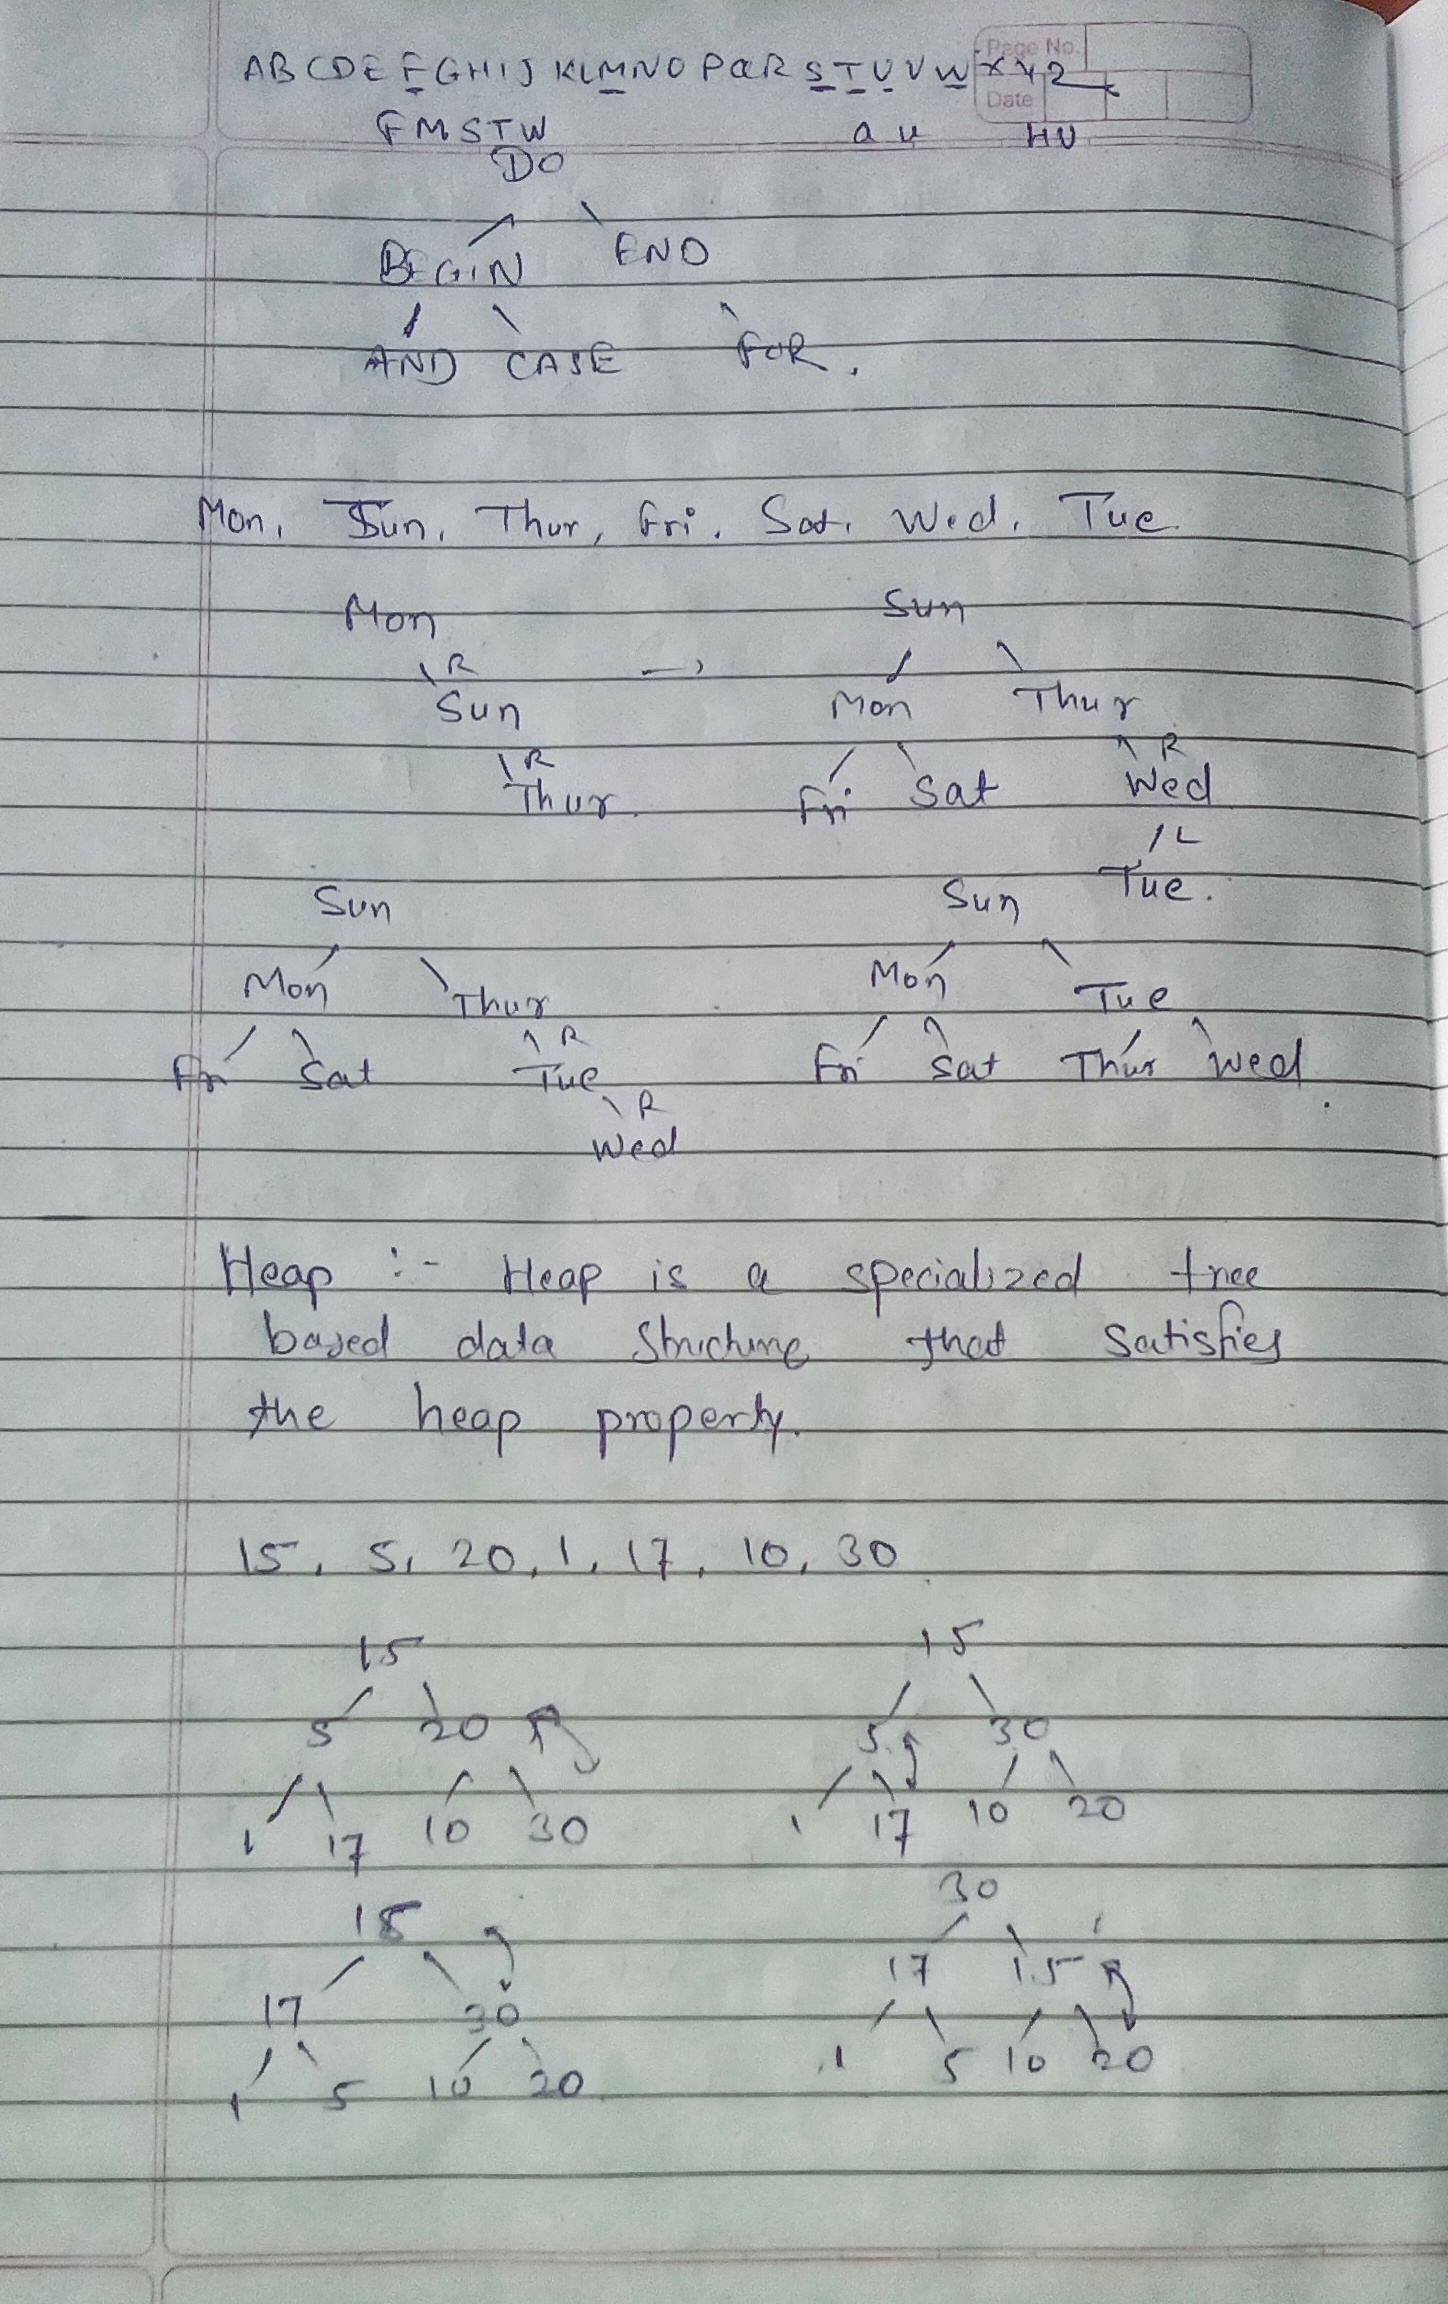 Page No.
ABCDEFGHIJKLMNOPQRSTUVWXYZ
Date
FMSTW a u H U
DO
BEGIN END
AND CASE FOR.
Mon, Sun, Thur, Fri, Sat, Wed, Tue.
Mon Sun
R →
Sun Mon Thur
R R
Thur. Fri Sat Wed
L
Sun Sun Tue.
Mon Thur Mon Tue
R
Fri Sat Tue Fri Sat Thur Wed.
R
Wed
Heap :- Heap is a specialized tree
based data structure that satisfies
the heap property.
15, 5, 20, 1, 17, 10, 30
15 15
5 20 5 30
1 17 10 30 1 17 10 20
15 30
17 30 17 15
1 5 10 20 1 5 10 20